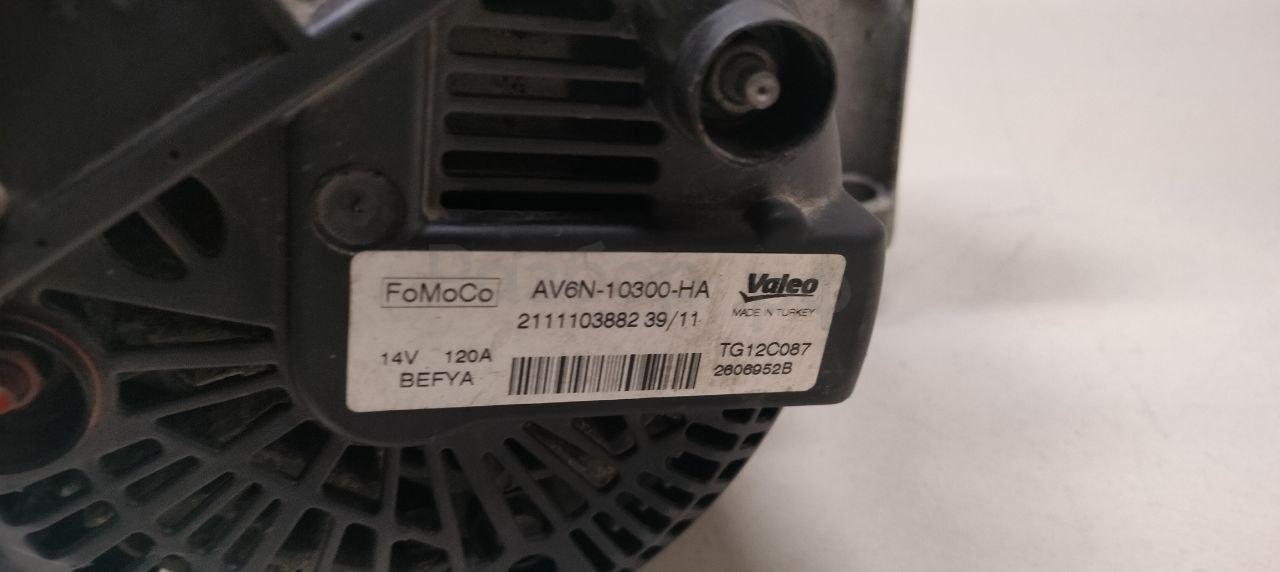 FoMoCo AV6N-10300-HA Valeo
MADE IN TURKEY
2111103882 39/11
14V 120A TG12C087
BEFYA 2606952B